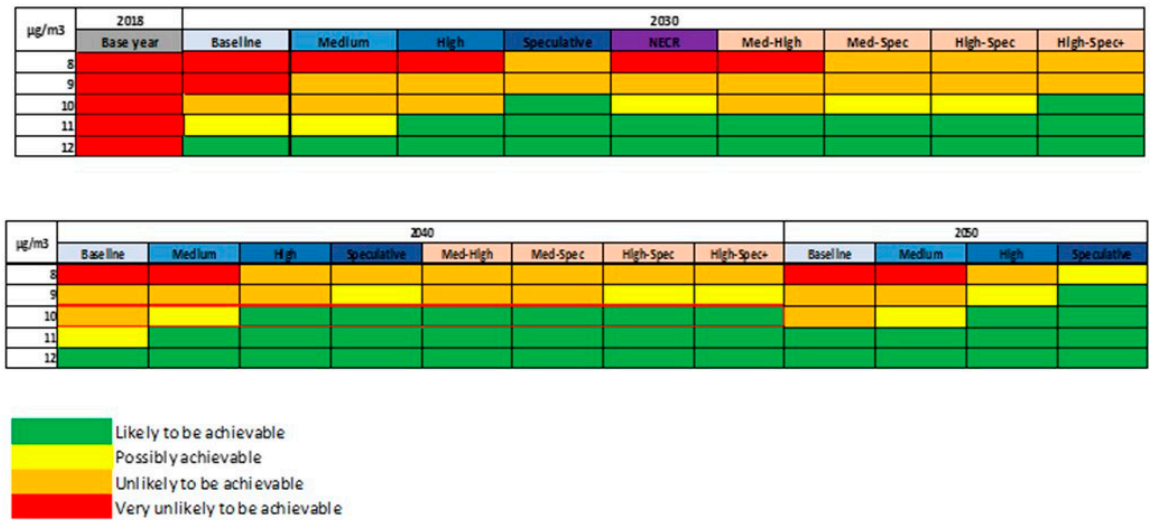 µg/m3 2018 2030
Base year Baseline Medium High Speculative NECR Med-High Med-Spec High-Spec High-Spec+
8
9
10
11
12
µg/m3 2040 2050
Baseline Medium High Speculative Med-High Med-Spec High-Spec High-Spec+ Baseline Medium High Speculative
8
9
10
11
12
Likely to be achievable
Possibly achievable
Unlikely to be achievable
Very unlikely to be achievable